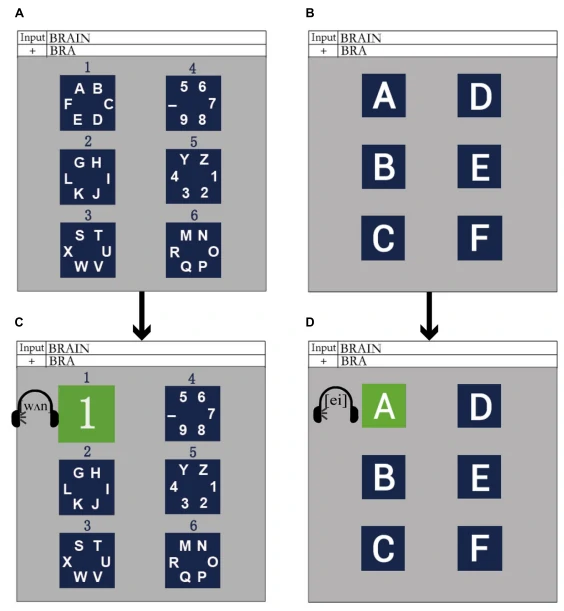 A
Input BRAIN
+ BRA
1 4
A B
F C
E D
5 6
– 7
9 8
2 5
G H
L I
K J
Y Z
4 1
3 2
3 6
S T
X U
W V
M N
R O
Q P
B
Input BRAIN
+ BRA
A D
B E
C F
C
Input BRAIN
+ BRA
1 4
wʌn
1
5 6
– 7
9 8
2 5
G H
L I
K J
Y Z
4 1
3 2
3 6
S T
X U
W V
M N
R O
Q P
D
Input BRAIN
+ BRA
[ei]
A D
B E
C F